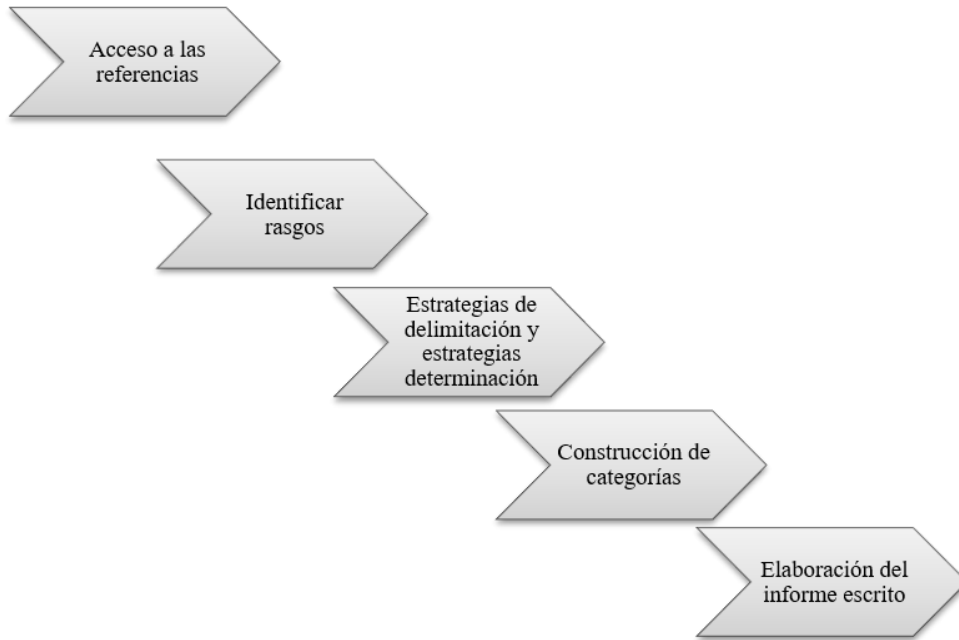 Acceso a las
referencias
Identificar
rasgos
Estrategias de
delimitación y
estrategias
determinación
Construcción de
categorías
Elaboración del
informe escrito